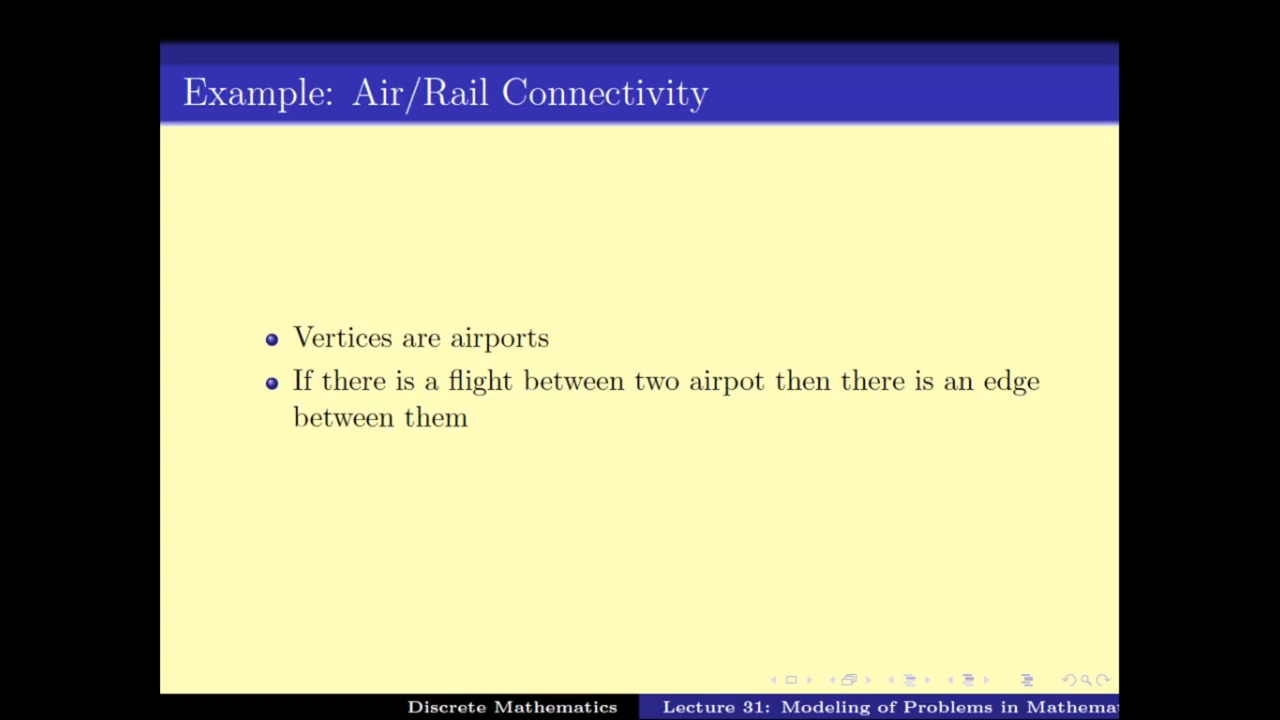 Example: Air/Rail Connectivity
Vertices are airports
If there is a flight between two airpot then there is an edge
between them
Discrete Mathematics
Lecture 31: Modeling of Problems in Mathema